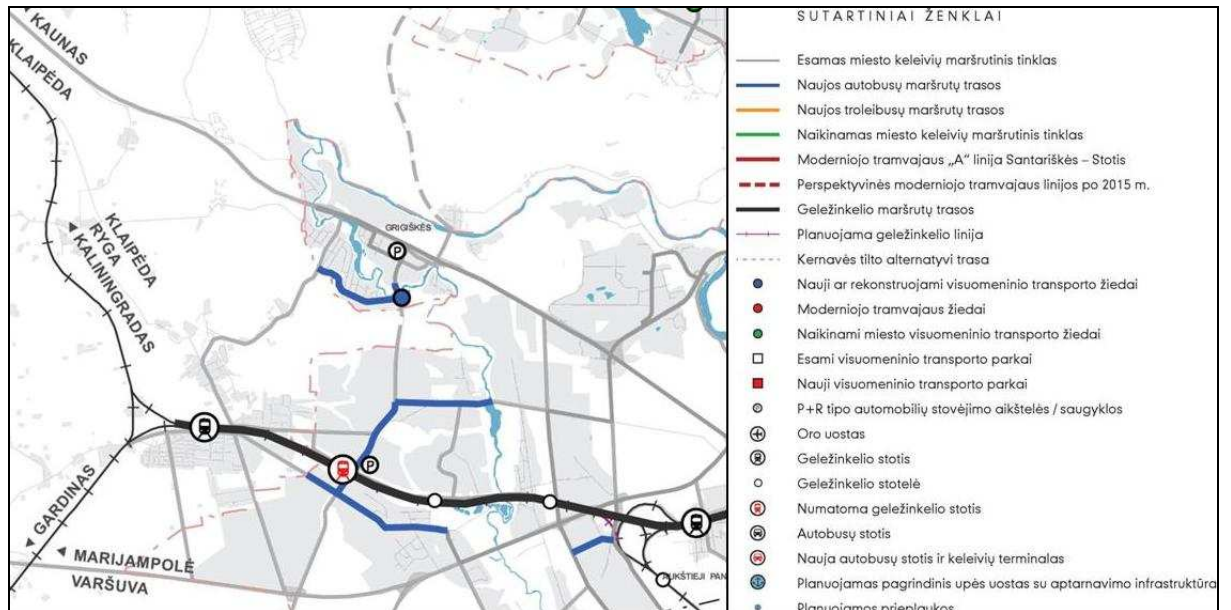 KAUNAS
KLAIPĖDA
KLAIPĖDA
RYGA
KALININGRADAS
GRIGIŠKĖS
P
P
GARDINAS
MARIJAMPOLĖ
VARŠUVA
AUKŠTIEJI PAN
SUTARTINIAI ŽENKLAI
Esamas miesto keleivių maršrutinis tinklas
Naujos autobusų maršrutų trasos
Naujos troleibusų maršrutų trasos
Naikinamas miesto keleivių maršrutinis tinklas
Moderniojo tramvajaus „A“ linija Santariškės – Stotis
Perspektyvinės moderniojo tramvajaus linijos po 2015 m.
Geležinkelio maršrutų trasos
Planuojama geležinkelio linija
Kernavės tilto alternatyvi trasa
Nauji ar rekonstruojami visuomeninio transporto žiedai
Moderniojo tramvajaus žiedai
Naikinami miesto visuomeninio transporto žiedai
Esami visuomeninio transporto parkai
Nauji visuomeninio transporto parkai
P+R tipo automobilių stovėjimo aikštelės / saugyklos
Oro uostas
Geležinkelio stotis
Geležinkelio stotelė
Numatoma geležinkelio stotis
Autobusų stotis
Nauja autobusų stotis ir keleivių terminalas
Planuojamas pagrindinis upės uostas su aptarnavimo infrastruktūra
Planuojamos prieplaukos